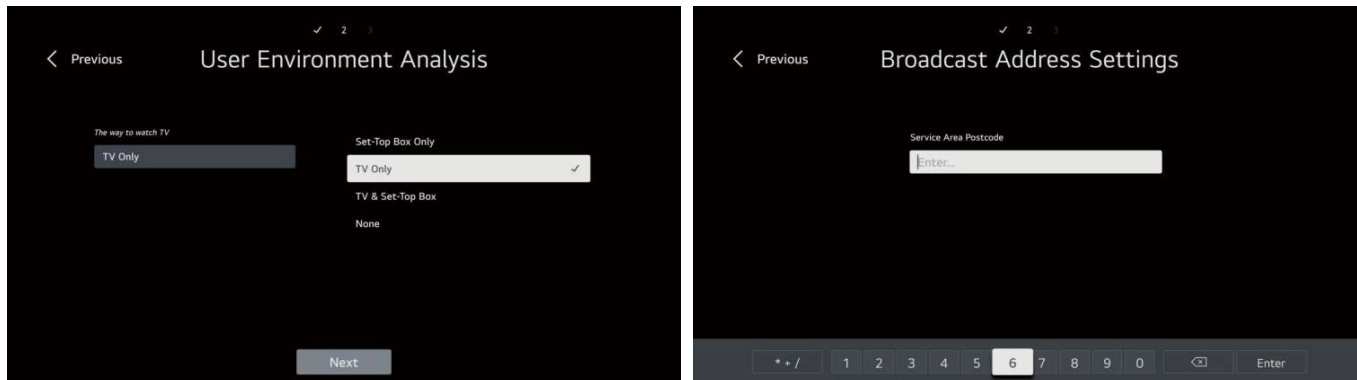 ✓ 2 3
Previous
User Environment Analysis
The way to watch TV
TV Only
Set-Top Box Only
TV Only ✓
TV & Set-Top Box
None
Next
✓ 2 3
Previous
Broadcast Address Settings
Service Area Postcode
Enter...
* + / 1 2 3 4 5 6 7 8 9 0 Enter